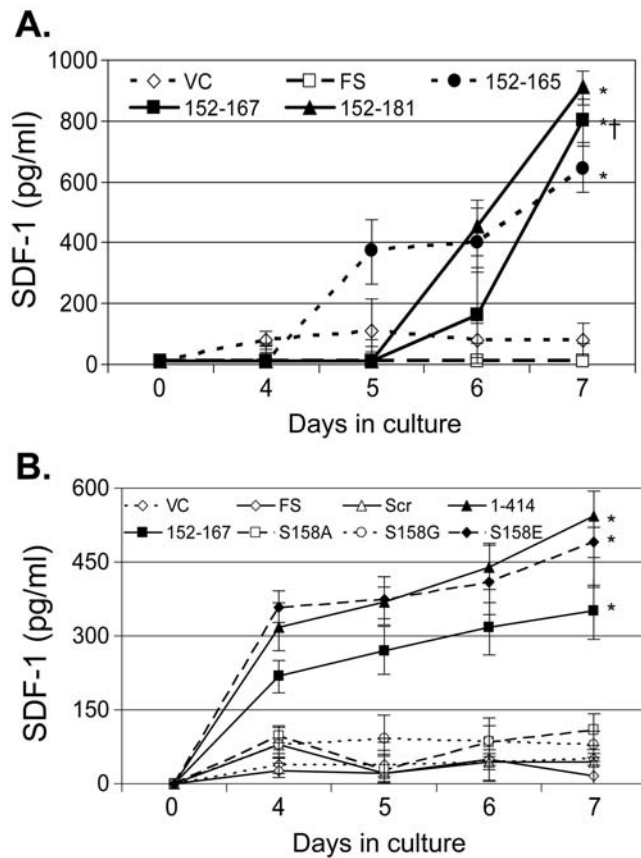 A.
1000
VC FS 152-165
152-167 152-181
800
600
400
200
0
SDF-1 (pg/ml)
*
*†
*
0 4 5 6 7
Days in culture
B.
600
VC FS Scr 1-414
152-167 S158A S158G S158E
450
300
150
0
SDF-1 (pg/ml)
*
*
*
0 4 5 6 7
Days in culture